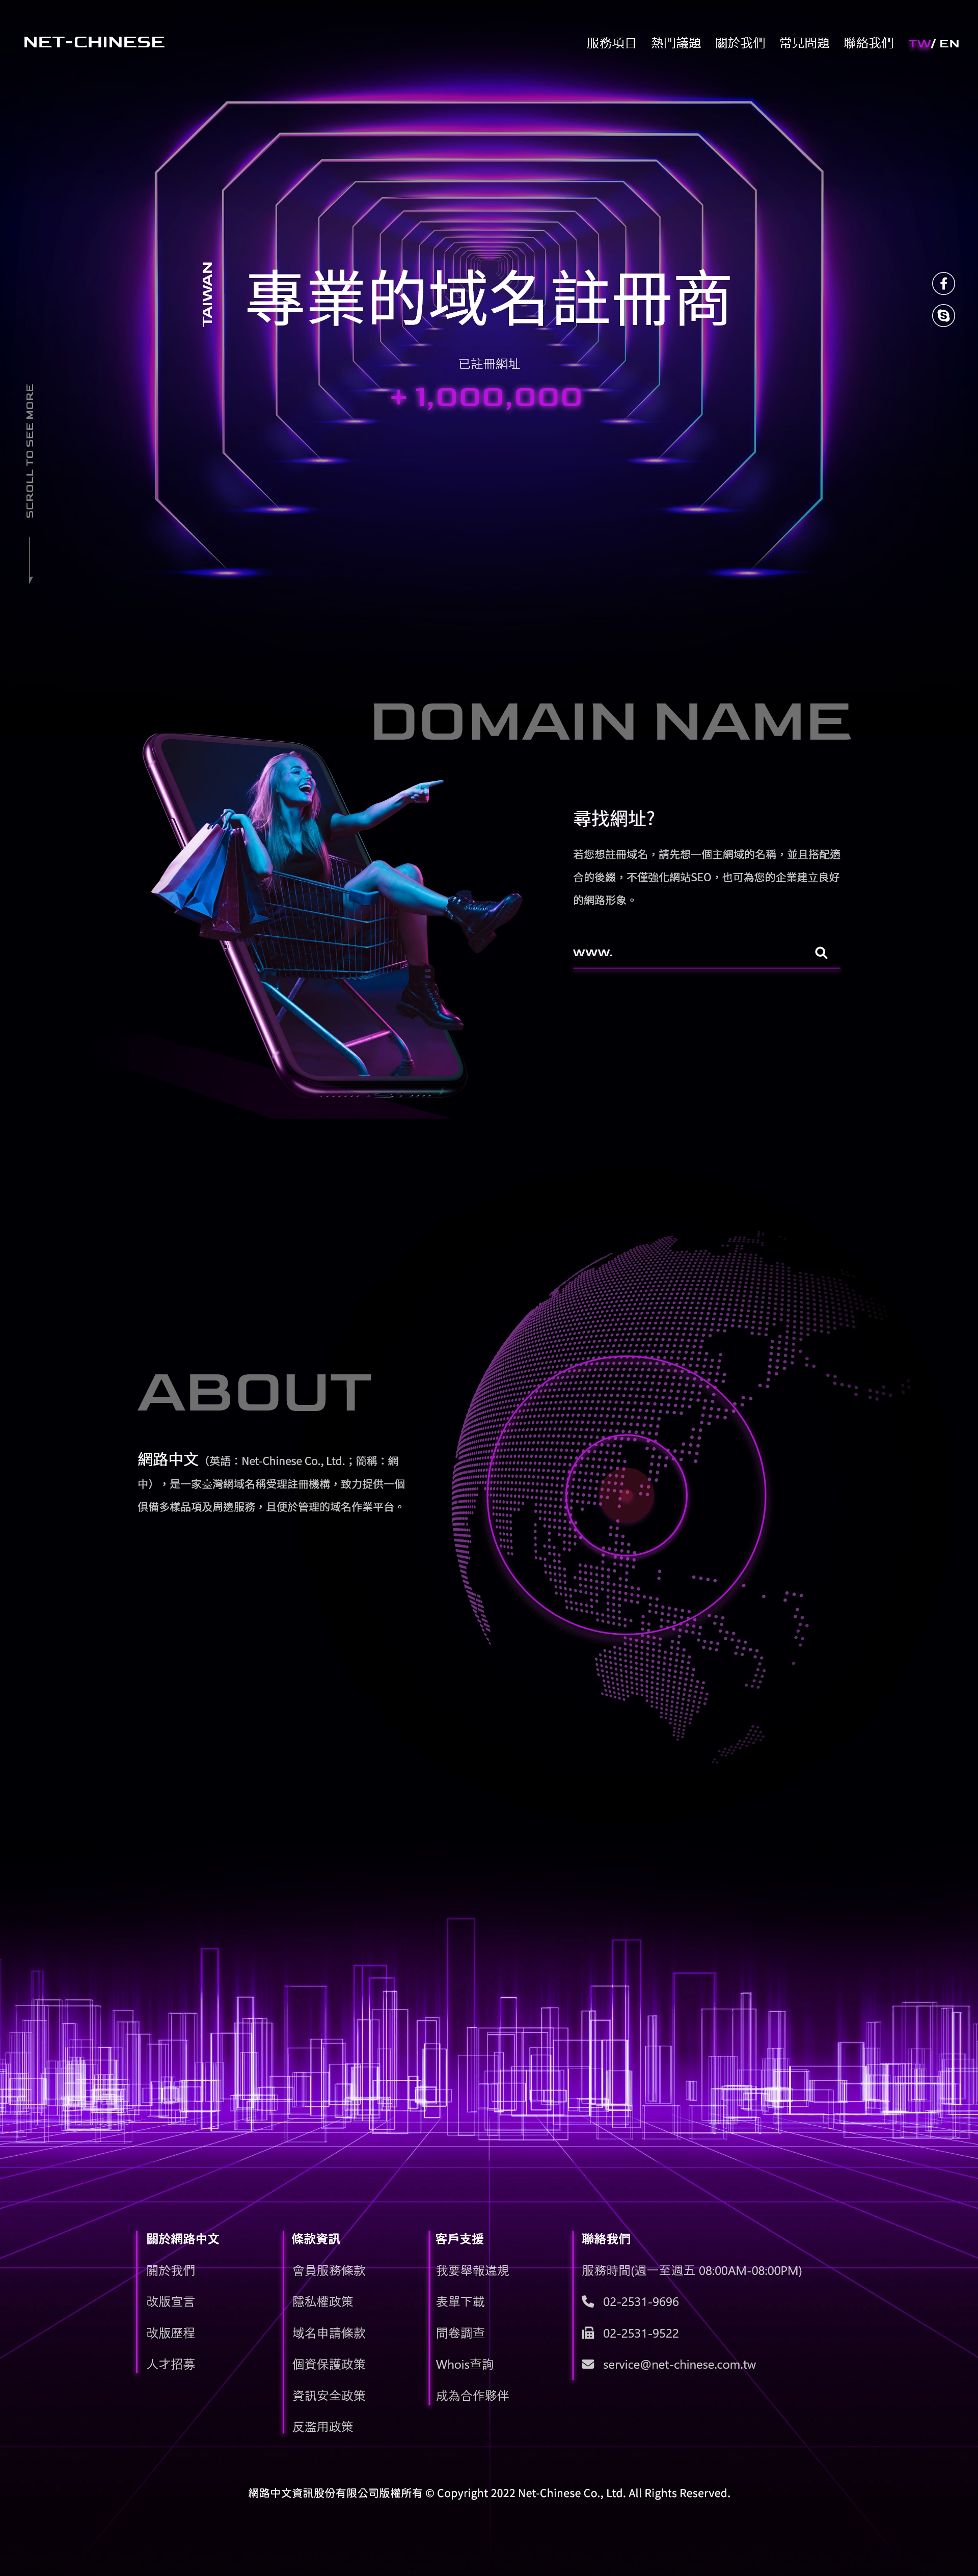 NET-CHINESE
服務項目 熱門議題 關於我們 常見問題 聯絡我們 TW/ EN
TAIWAN
專業的域名註冊商
已註冊網址
+ 1,000,000
SCROLL TO SEE MORE
DOMAIN NAME
尋找網址?
若您想註冊域名，請先想一個主網域的名稱，並且搭配適
合的後綴，不僅強化網站SEO，也可為您的企業建立良好
的網路形象。
www.
ABOUT
網路中文（英語：Net-Chinese Co., Ltd.；簡稱：網
中），是一家臺灣網域名稱受理註冊機構，致力提供一個
俱備多樣品項及周邊服務，且便於管理的域名作業平台。
關於網路中文
關於我們
改版宣言
改版歷程
人才招募
條款資訊
會員服務條款
隱私權政策
域名申請條款
個資保護政策
資訊安全政策
反濫用政策
客戶支援
我要舉報違規
表單下載
問卷調查
Whois查詢
成為合作夥伴
聯絡我們
服務時間(週一至週五 08:00AM-08:00PM)
02-2531-9696
02-2531-9522
service@net-chinese.com.tw
網路中文資訊股份有限公司版權所有 © Copyright 2022 Net-Chinese Co., Ltd. All Rights Reserved.